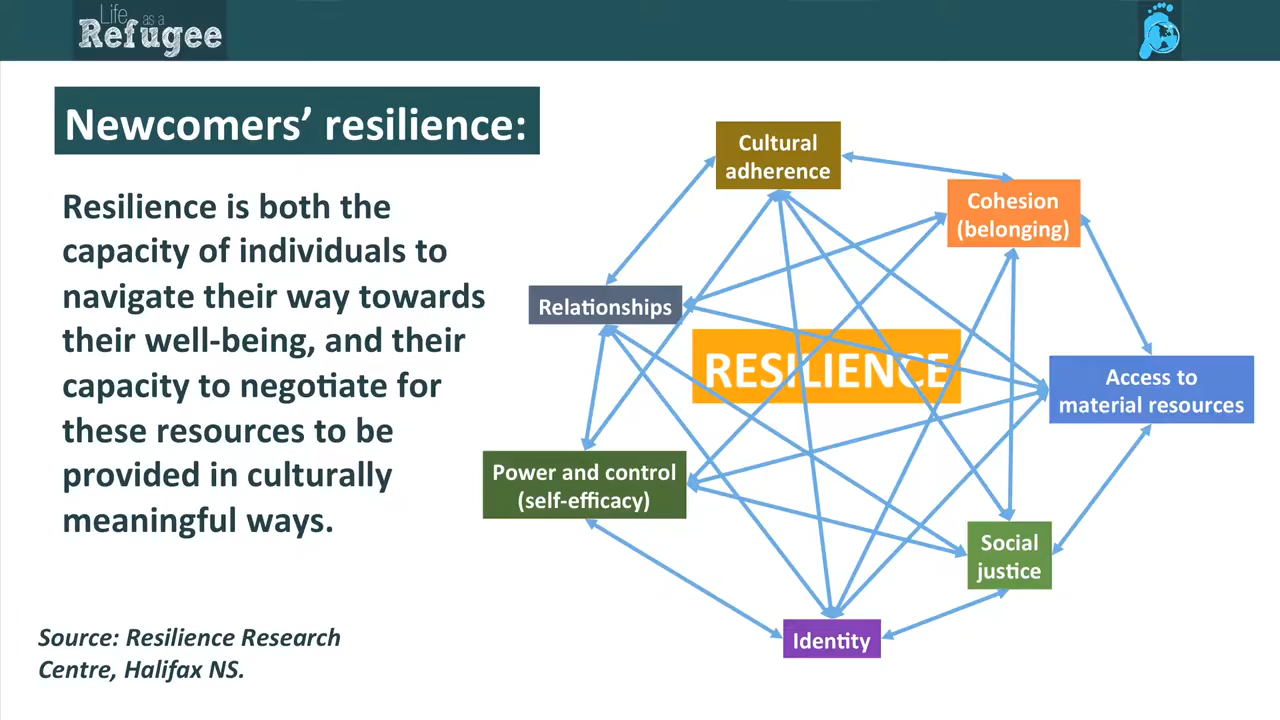 Life as a
Refugee
Newcomers’ resilience:
Resilience is both the
capacity of individuals to
navigate their way towards
their well-being, and their
capacity to negotiate for
these resources to be
provided in culturally
meaningful ways.
Source: Resilience Research
Centre, Halifax NS.
Cultural
adherence
Cohesion
(belonging)
Relationships
RESILIENCE
Access to
material resources
Power and control
(self-efficacy)
Social
justice
Identity